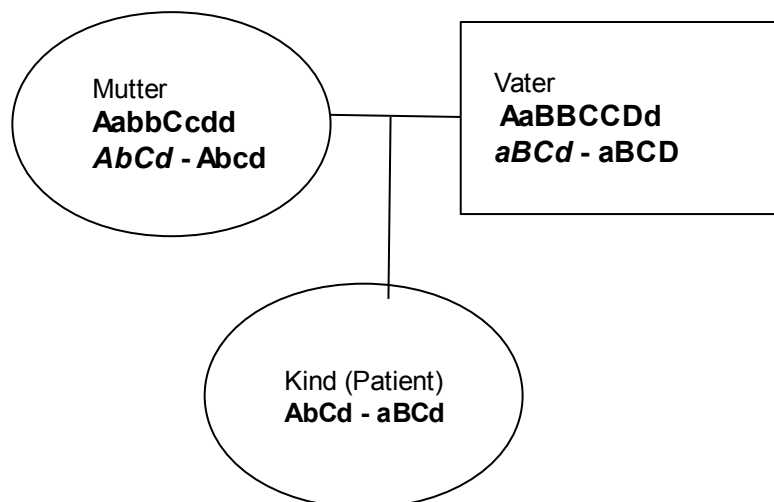 Mutter
AabbCcdd
AbCd - Abcd
Vater
AaBBCCDd
aBCd - aBCD
Kind (Patient)
AbCd - aBCd